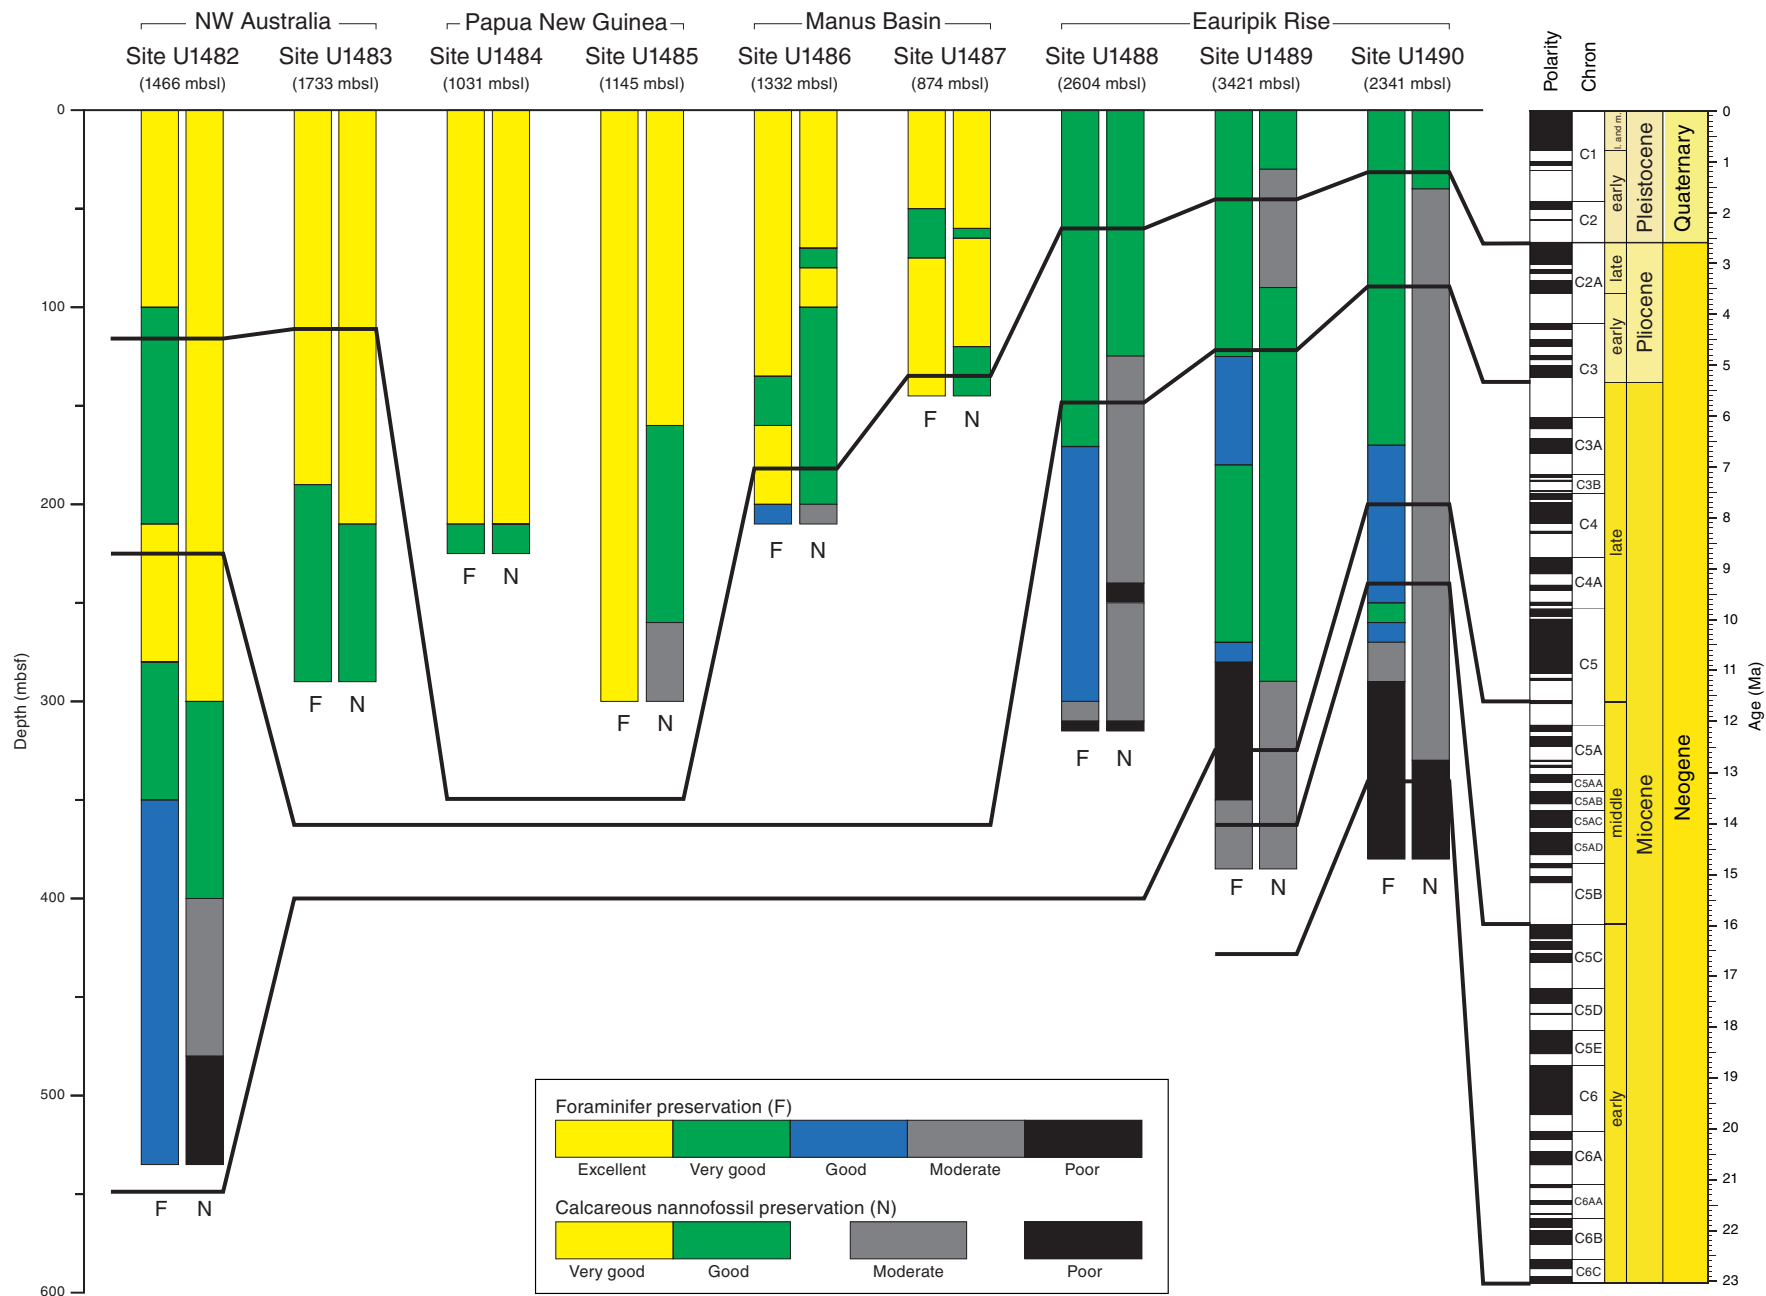 NW Australia
Papua New Guinea
Manus Basin
Eauripik Rise
Site U1482
(1466 mbsl)
Site U1483
(1733 mbsl)
Site U1484
(1031 mbsl)
Site U1485
(1145 mbsl)
Site U1486
(1332 mbsl)
Site U1487
(874 mbsl)
Site U1488
(2604 mbsl)
Site U1489
(3421 mbsl)
Site U1490
(2341 mbsl)
Polarity
Chron
Depth (mbsf)
0
100
200
300
400
500
600
F N
F N
F N
F N
F N
F N
F N
F N
F N
C1
C2
C2A
C3
C3A
C3B
C4
C4A
C5
C5A
C5AA
C5AB
C5AC
C5AD
C5B
C5C
C5D
C5E
C6
C6A
C6AA
C6B
C6C
l. and m.
early
late
early
late
middle
early
Pleistocene
Pliocene
Miocene
Quaternary
Neogene
0
1
2
3
4
5
6
7
8
9
10
11
12
13
14
15
16
17
18
19
20
21
22
23
Age (Ma)
Foraminifer preservation (F)
Excellent Very good Good Moderate Poor
Calcareous nannofossil preservation (N)
Very good Good Moderate Poor